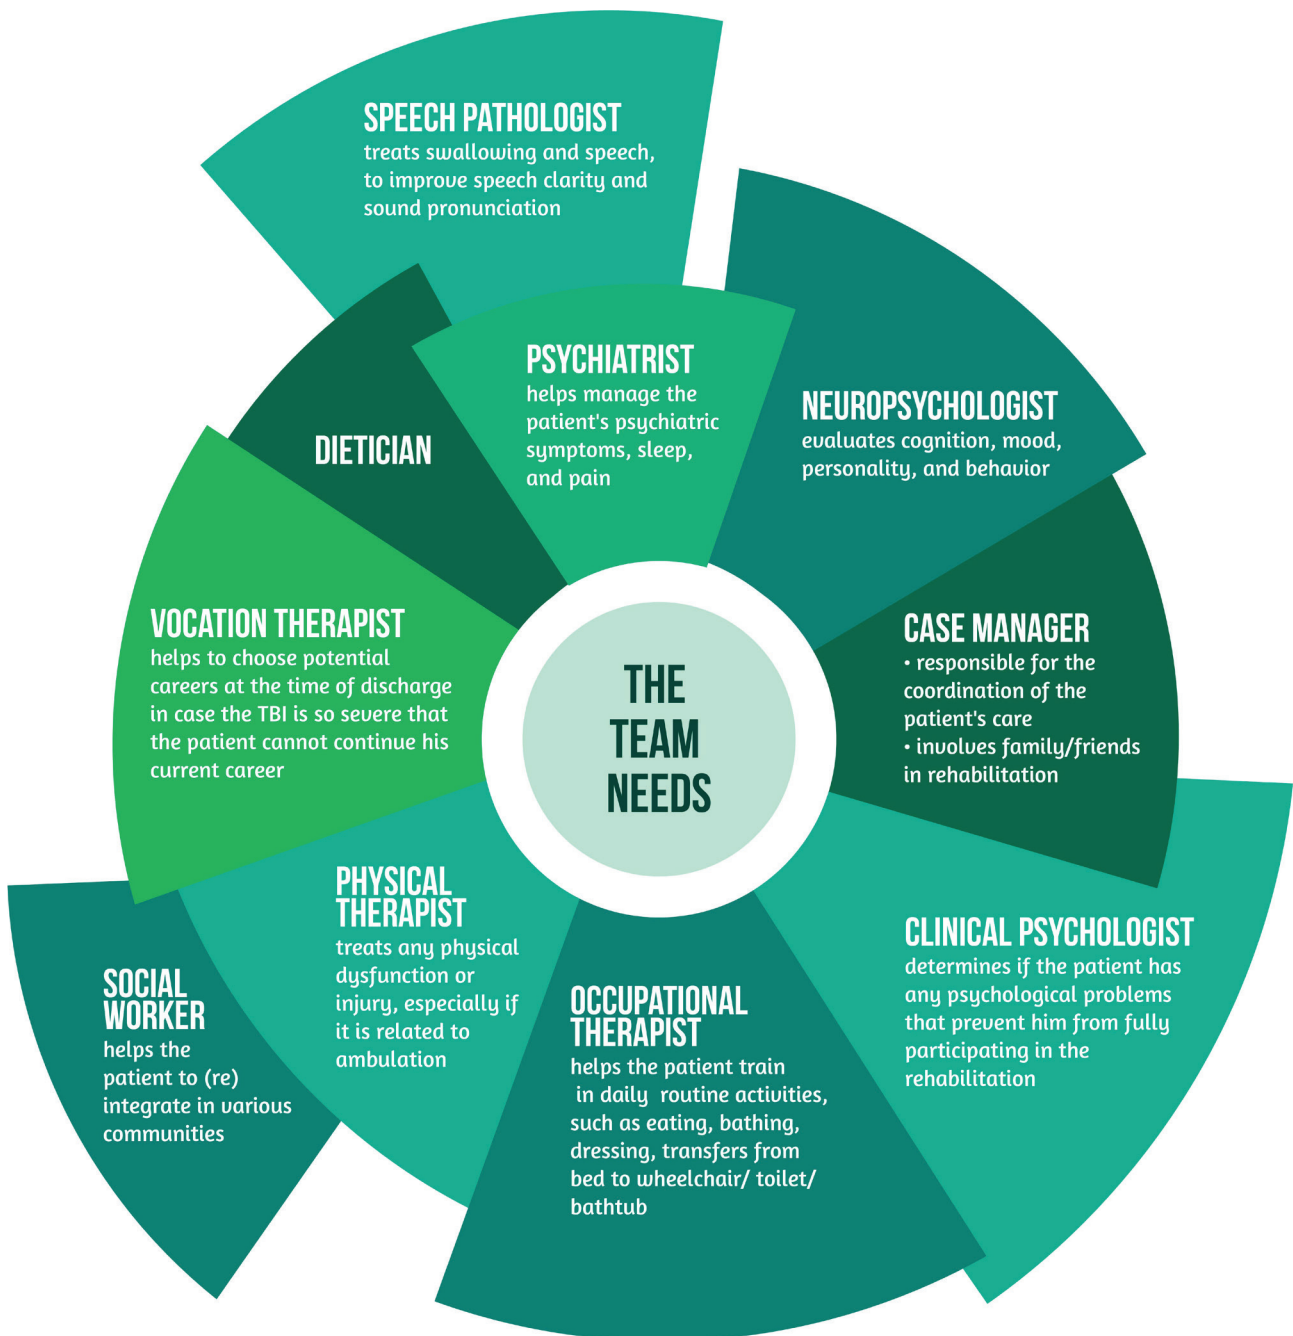 SPEECH PATHOLOGIST
treats swallowing and speech,
to improve speech clarity and
sound pronunciation
PSYCHIATRIST
helps manage the
patient's psychiatric
symptoms, sleep,
and pain
NEUROPSYCHOLOGIST
evaluates cognition, mood,
personality, and behavior
DIETICIAN
VOCATION THERAPIST
helps to choose potential
careers at the time of discharge
in case the TBI is so severe that
the patient cannot continue his
current career
THE
TEAM
NEEDS
CASE MANAGER
• responsible for the
coordination of the
patient's care
• involves family/friends
in rehabilitation
PHYSICAL
THERAPIST
treats any physical
dysfunction or
injury, especially if
it is related to
ambulation
CLINICAL PSYCHOLOGIST
determines if the patient has
any psychological problems
that prevent him from fully
participating in the
rehabilitation
SOCIAL
WORKER
helps the
patient to (re)
integrate in various
communities
OCCUPATIONAL
THERAPIST
helps the patient train
in daily  routine activities,
such as eating, bathing,
dressing, transfers from
bed to wheelchair/ toilet/
bathtub